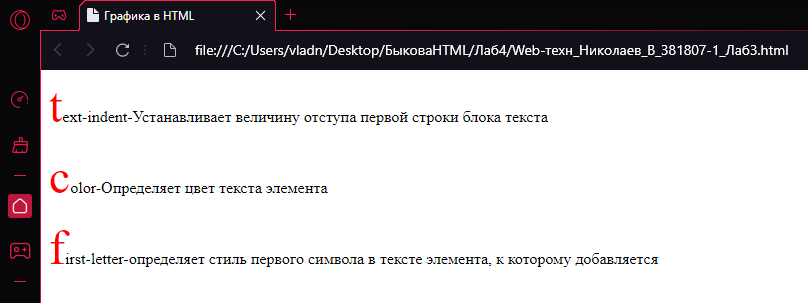 Графика в HTML
file:///C:/Users/vladn/Desktop/БыковаHTML/Лаб4/Web-техн_Николаев_В_381807-1_Лаб3.html
text-indent-Устанавливает величину отступа первой строки блока текста
color-Определяет цвет текста элемента
first-letter-определяет стиль первого символа в тексте элемента, к которому добавляется